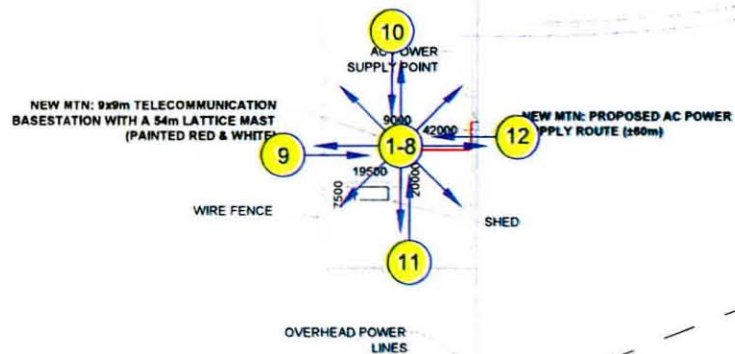 10
AC POWER
SUPPLY POINT
NEW MTN: 9x9m TELECOMMUNICATION
BASESTATION WITH A 54m LATTICE MAST
(PAINTED RED & WHITE)
9000
42000
NEW MTN: PROPOSED AC POWER
SUPPLY ROUTE (±60m)
12
1-8
9
19500
7500
20000
WIRE FENCE
SHED
11
OVERHEAD POWER
LINES